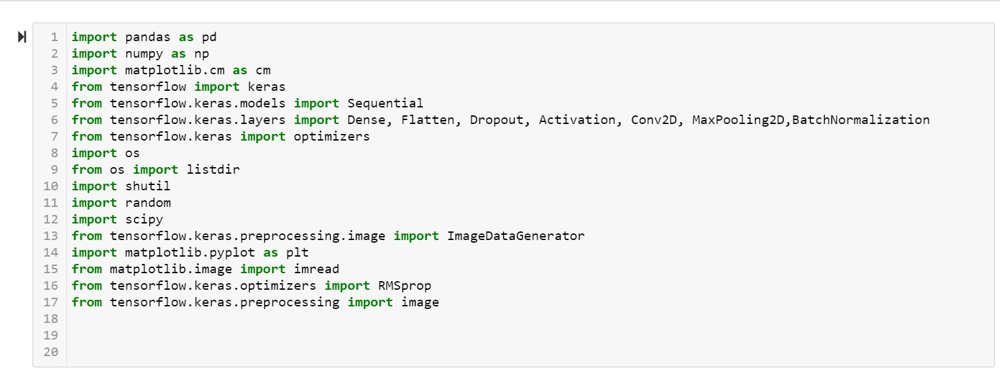 1 import pandas as pd
2 import numpy as np
3 import matplotlib.cm as cm
4 from tensorflow import keras
5 from tensorflow.keras.models import Sequential
6 from tensorflow.keras.layers import Dense, Flatten, Dropout, Activation, Conv2D, MaxPooling2D,BatchNormalization
7 from tensorflow.keras import optimizers
8 import os
9 from os import listdir
10 import shutil
11 import random
12 import scipy
13 from tensorflow.keras.preprocessing.image import ImageDataGenerator
14 import matplotlib.pyplot as plt
15 from matplotlib.image import imread
16 from tensorflow.keras.optimizers import RMSprop
17 from tensorflow.keras.preprocessing import image
18
19
20